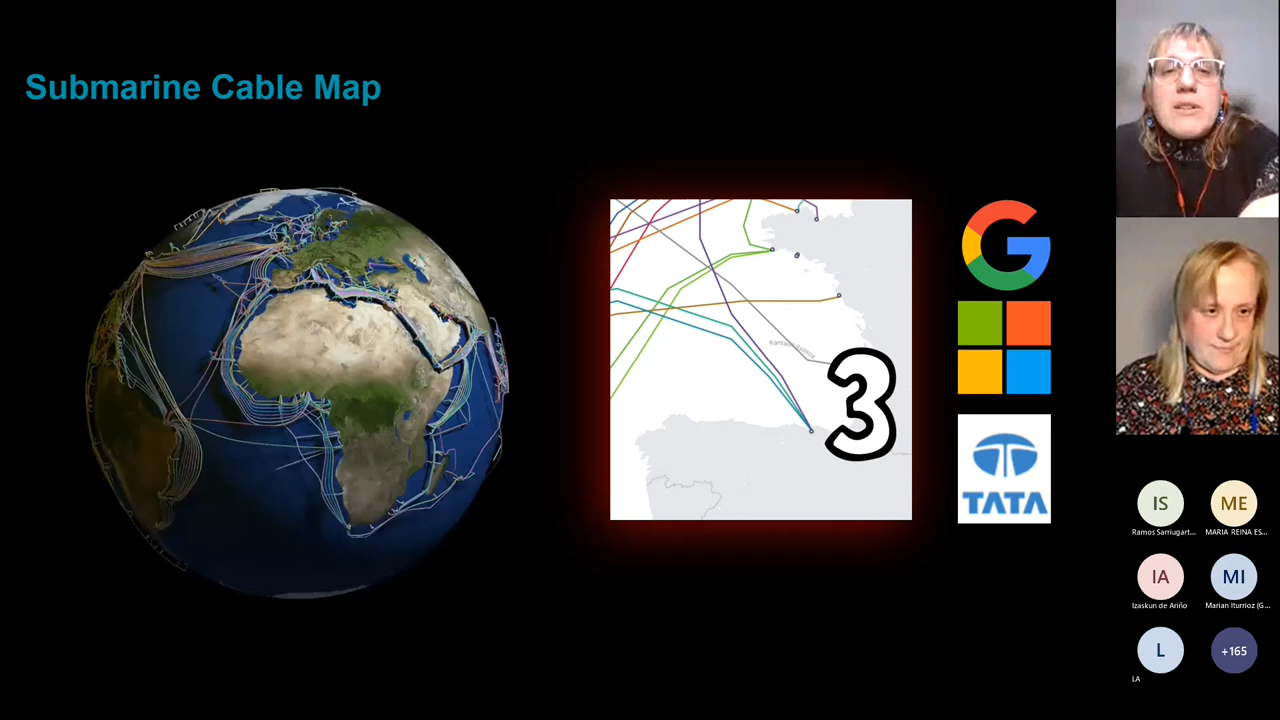 Submarine Cable Map
3
TATA
IS
ME
Ramos Sarriugart...
MARIA REINA ES...
IA
MI
Izaskun de Ariño
Marian Iturrioz (G...
L
+165
LA